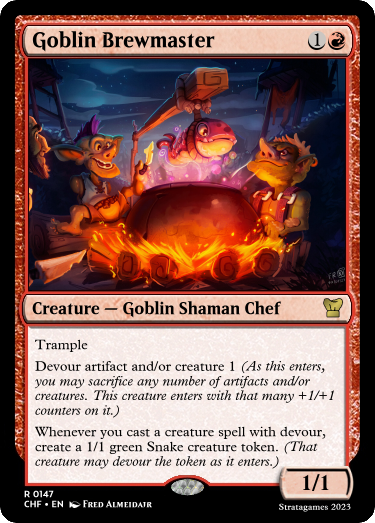 Goblin Brewmaster 1
Creature — Goblin Shaman Chef
Trample
Devour artifact and/or creature 1 (As this enters,
you may sacrifice any number of artifacts and/or
creatures. This creature enters with that many +1/+1
counters on it.)
Whenever you cast a creature spell with devour,
create a 1/1 green Snake creature token. (That
creature may devour the token as it enters.)
1/1
R 0147
CHF • EN FRED ALMEIDAJR
Stratagames 2023